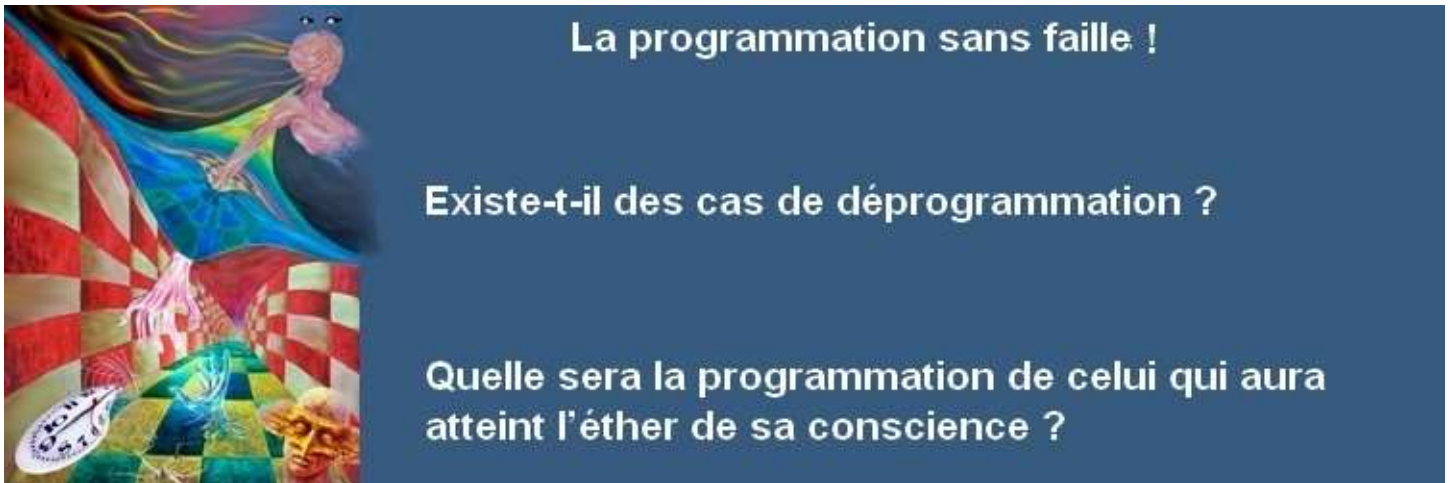 La programmation sans faille !
Existe-t-il des cas de déprogrammation ?
Quelle sera la programmation de celui qui aura
atteint l'éther de sa conscience ?